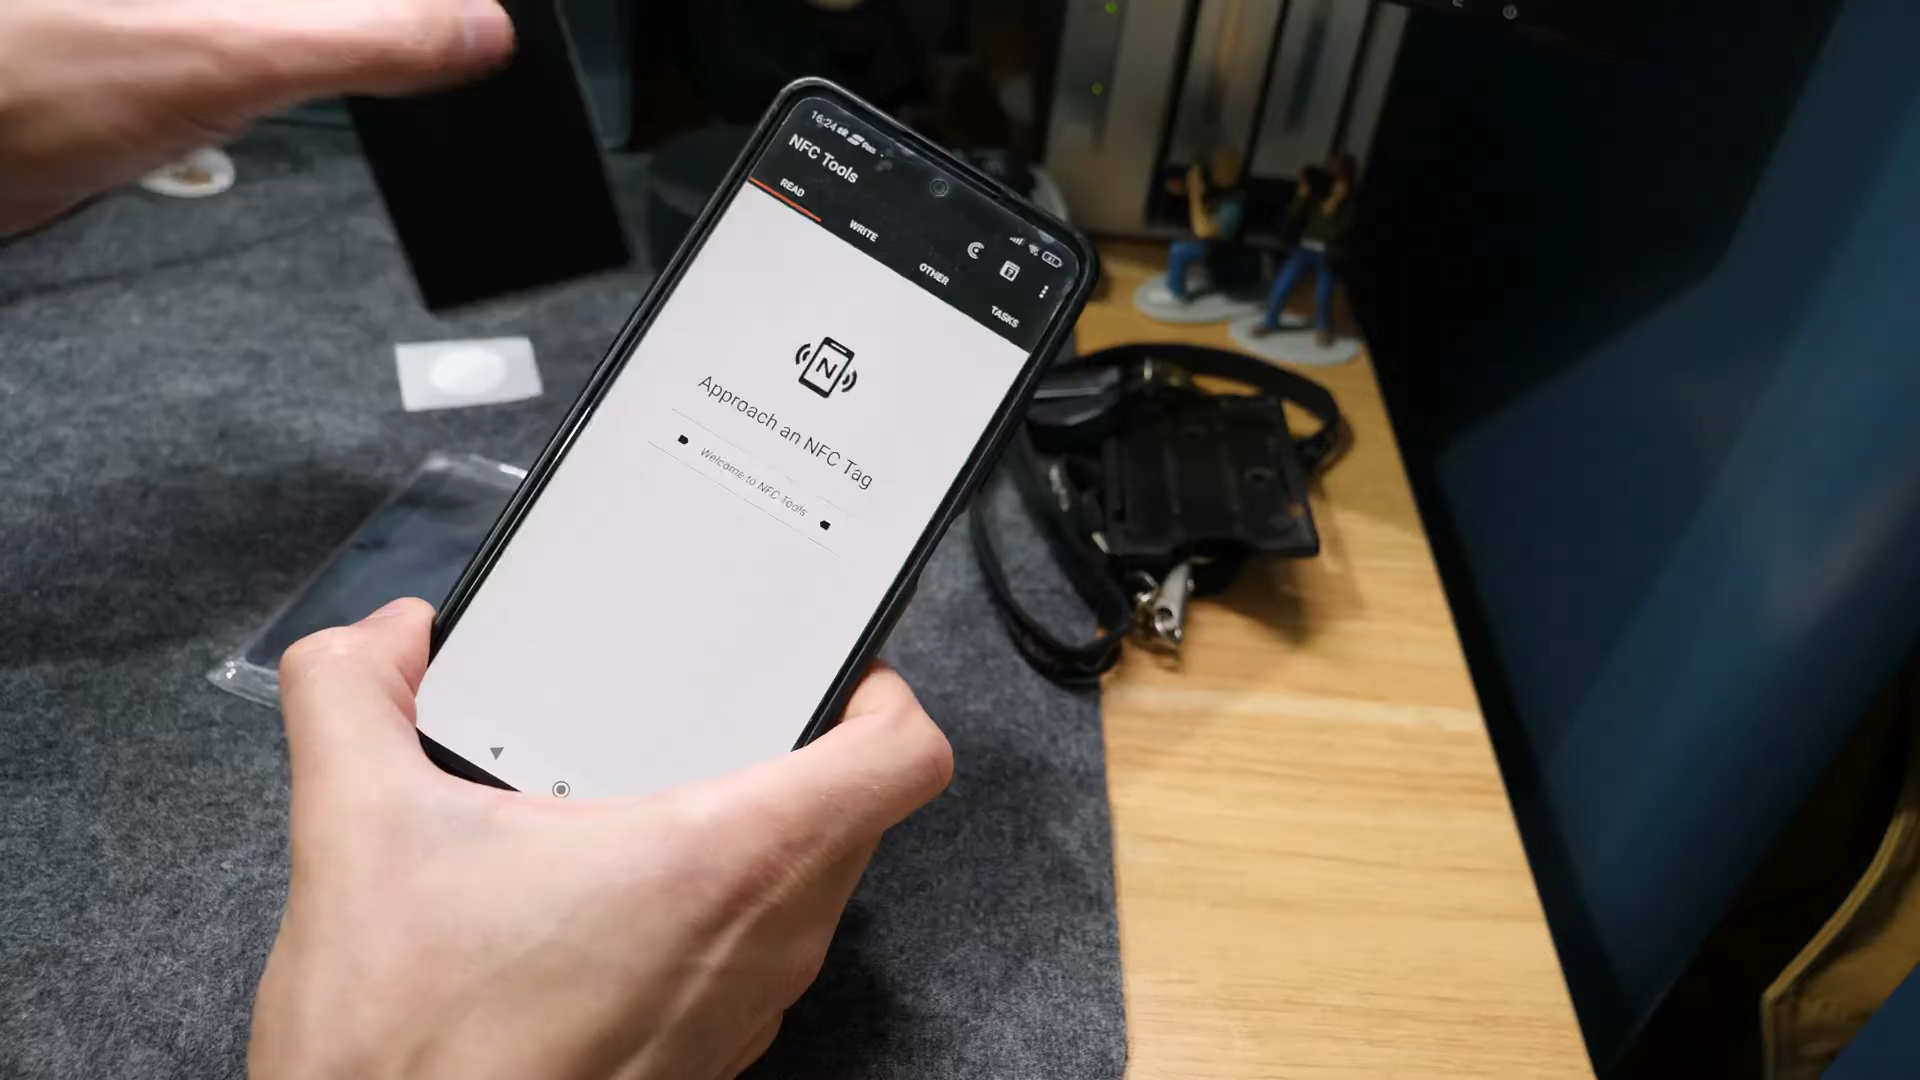 16:24
NFC Tools
READ
WRITE
OTHER
TASKS
N
Approach an NFC Tag
Welcome to NFC Tools